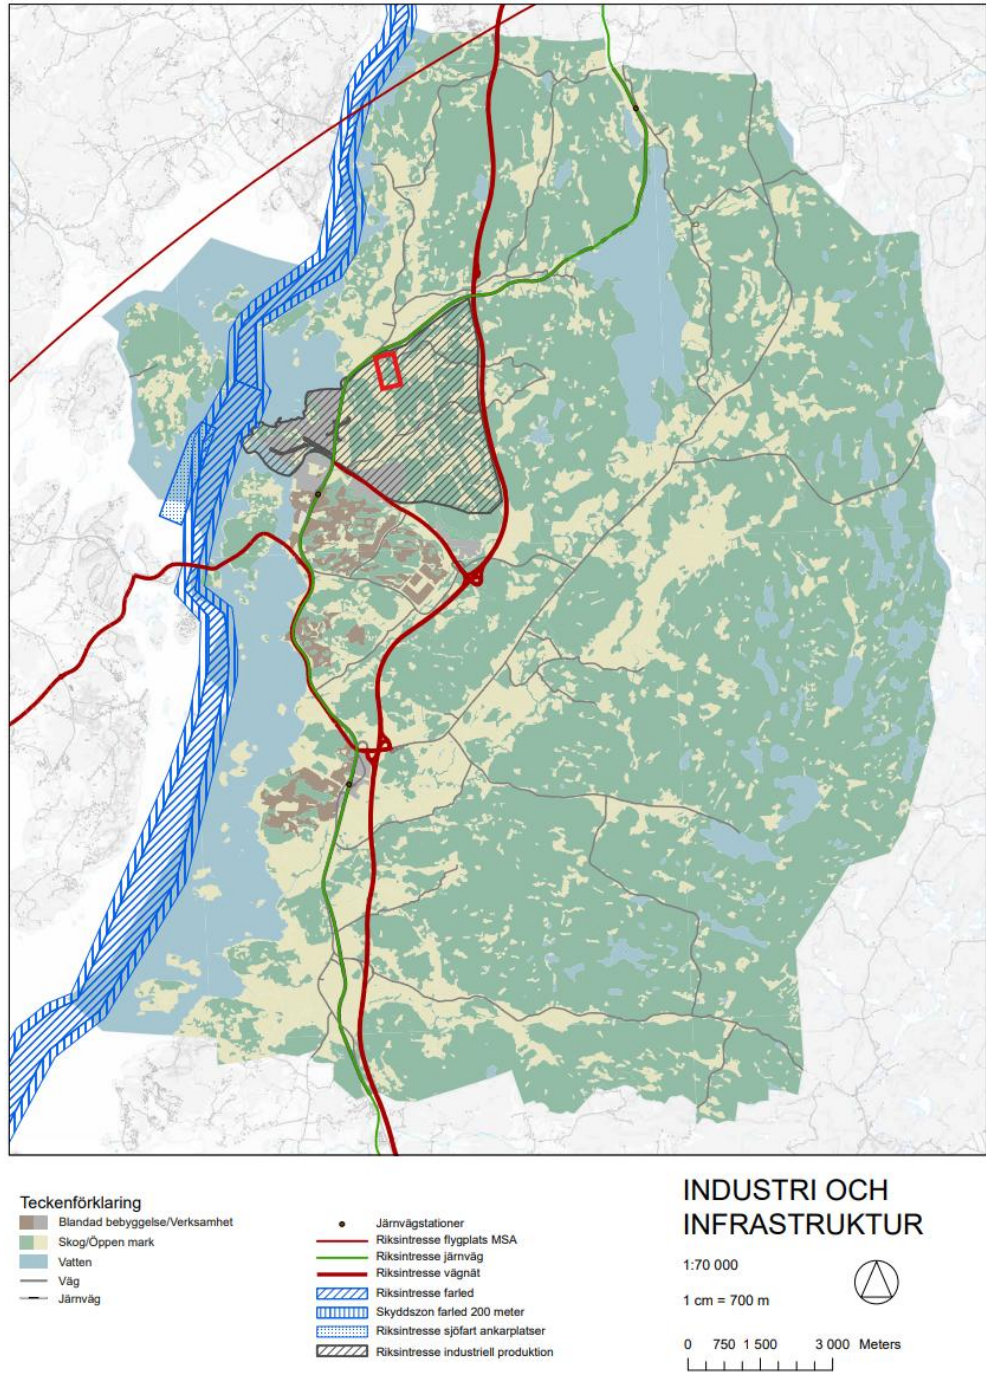 Teckenförklaring
Blandad bebyggelse/Verksamhet
Skog/Öppen mark
Vatten
Väg
Järnväg
Järnvägstationer
Riksintresse flygplats MSA
Riksintresse järnväg
Riksintresse vägnät
Riksintresse farled
Skyddszon farled 200 meter
Riksintresse sjöfart ankarplatser
Riksintresse industriell produktion
INDUSTRI OCH
INFRASTRUKTUR
1:70 000
1 cm = 700 m
0 750 1 500 3 000 Meters